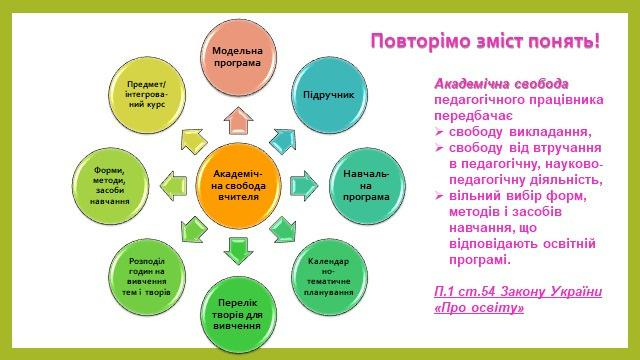 Повторімо зміст понять!
Модельна
програма
Підручник
Навчаль-
на
програма
Календар
но-
тематичне
планування
Перелік
творів для
вивчення
Розподіл
годин на
вивчення
тем і творів
Форми,
методи,
засоби
навчання
Предмет/
інтегрова-
ний курс
Академіч-
на свобода
вчителя
Академічна свобода
педагогічного працівника
передбачає
➢ свободу викладання,
➢ свободу від втручання
в педагогічну, науково-
педагогічну діяльність,
➢ вільний вибір форм,
методів і засобів
навчання, що
відповідають освітній
програмі.
П.1 ст.54 Закону України
«Про освіту»